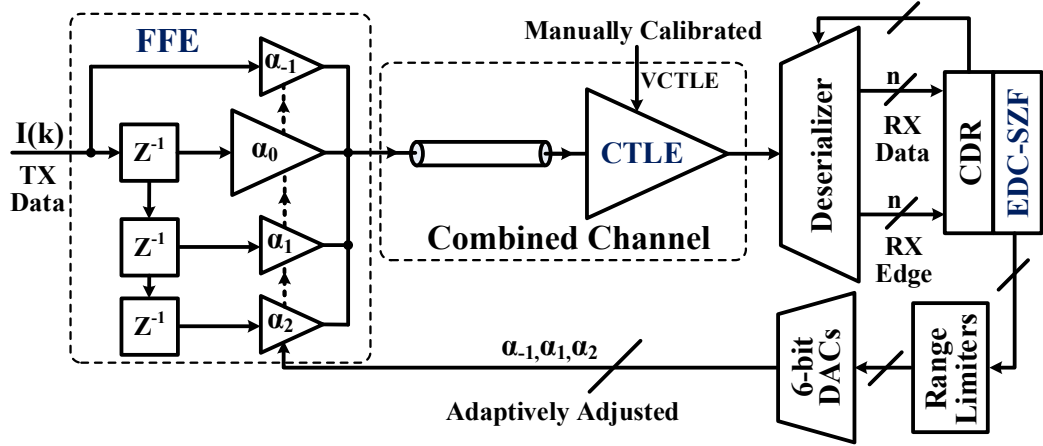 FFE
α-1
Manually Calibrated
VCTLE
I(k)
TX
Data
Z-1
α0
CTLE
Deserializer
n
RX
Data
CDR
EDC-SZF
Z-1
α1
Combined Channel
n
RX
Edge
Z-1
α2
α-1,α1,α2
Adaptively Adjusted
6-bit
DACs
Range
Limiters